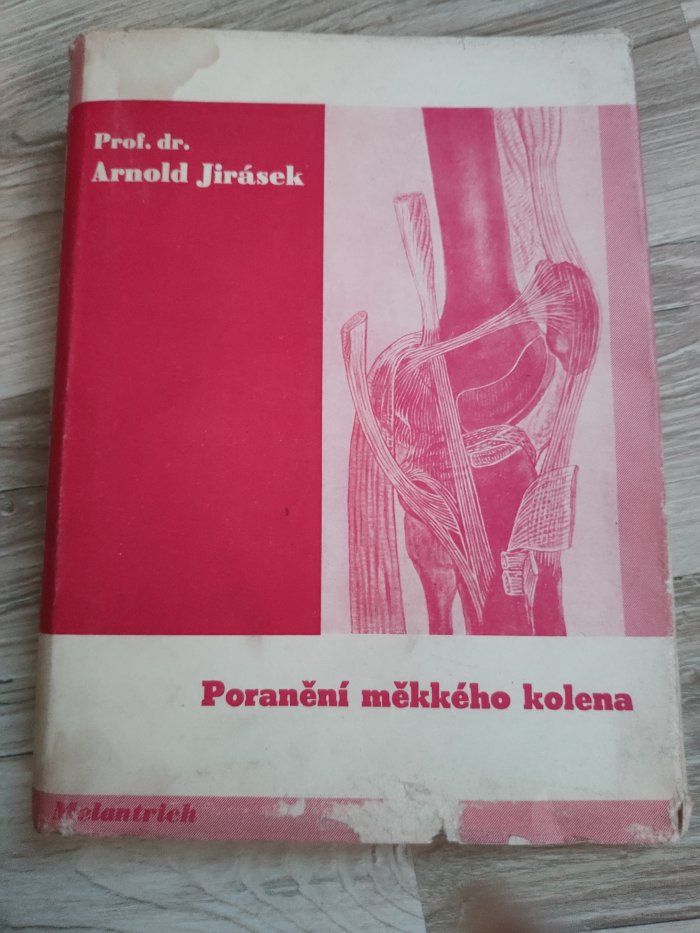 Prof. dr.
Arnold Jirásek
Poranění měkkého kolena
Melantrich